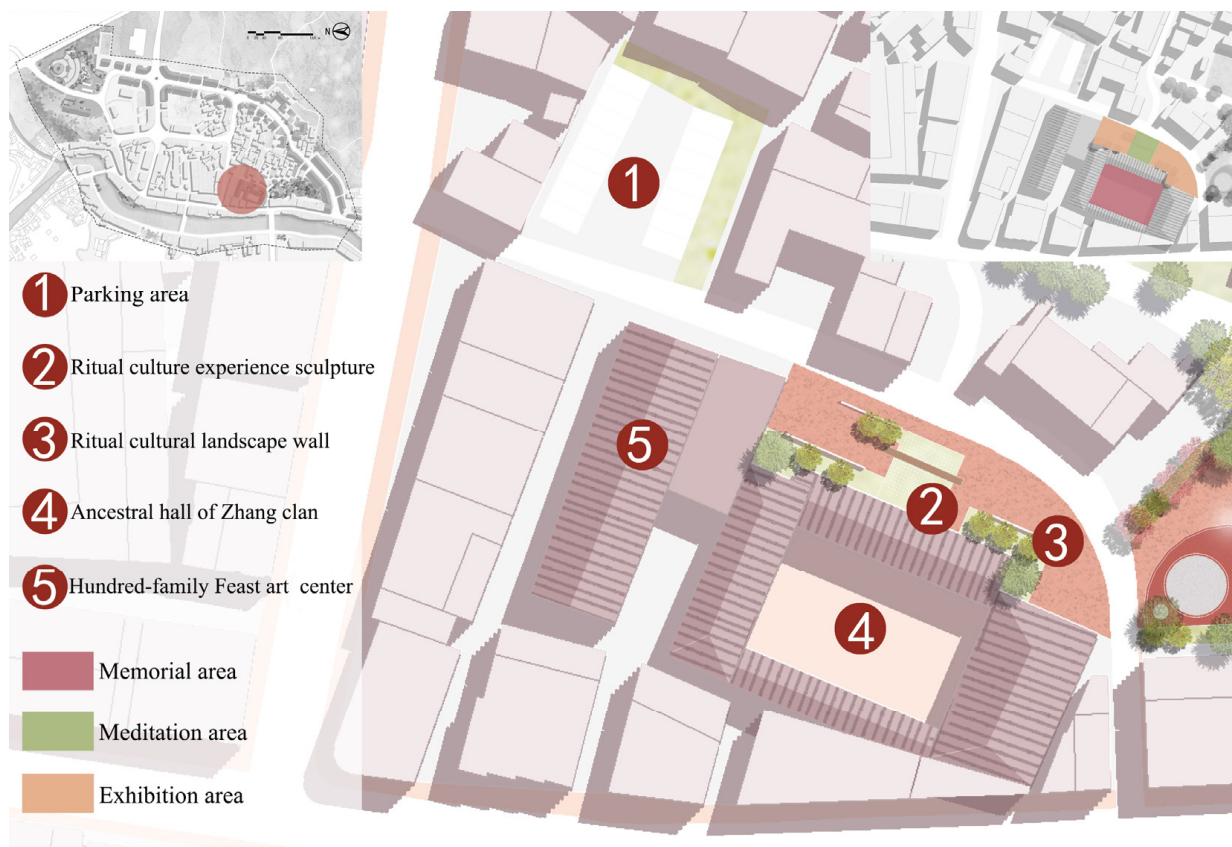 N
1 Parking area
2 Ritual culture experience sculpture
3 Ritual cultural landscape wall
4 Ancestral hall of Zhang clan
5 Hundred-family Feast art center
Memorial area
Meditation area
Exhibition area
1
2
3
4
5